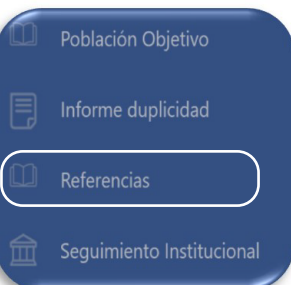 Población Objetivo
Informe duplicidad
Referencias
Seguimiento Institucional